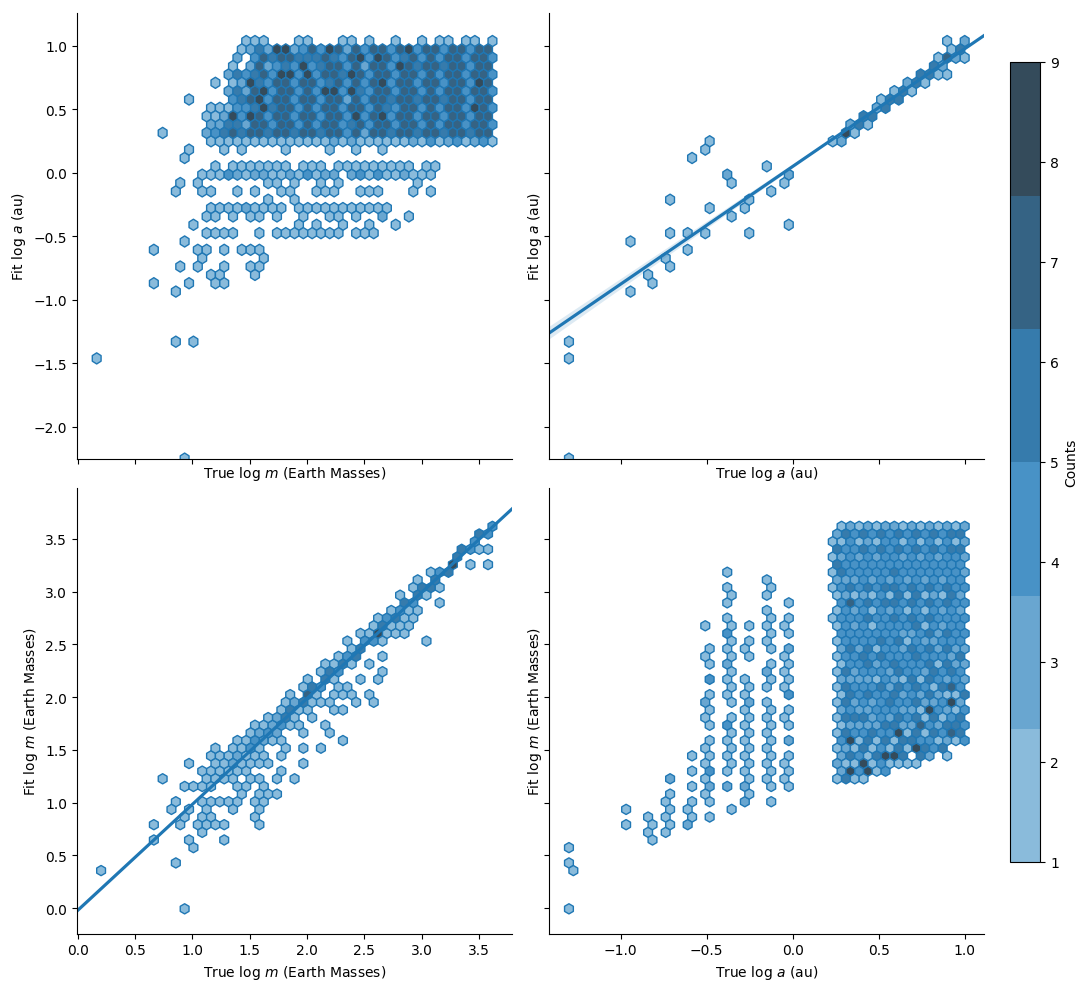 1.0
0.5
0.0
−0.5
−1.0
−1.5
−2.0
Fit log a (au)
True log m (Earth Masses)
Fit log a (au)
True log a (au)
3.5
3.0
2.5
2.0
1.5
1.0
0.5
0.0
Fit log m (Earth Masses)
0.0 0.5 1.0 1.5 2.0 2.5 3.0 3.5
True log m (Earth Masses)
Fit log m (Earth Masses)
−1.0 −0.5 0.0 0.5 1.0
True log a (au)
9
8
7
6
5
4
3
2
1
Counts